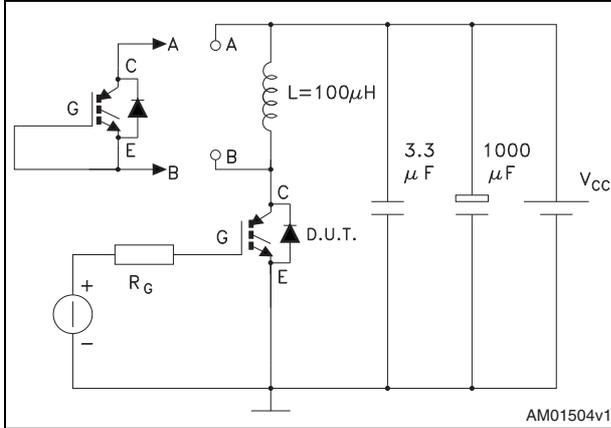 A
A
C
G
L=100μH
E
B
B
3.3
μF
1000
μF
VCC
C
G
D.U.T.
E
RG
+
−
AM01504v1